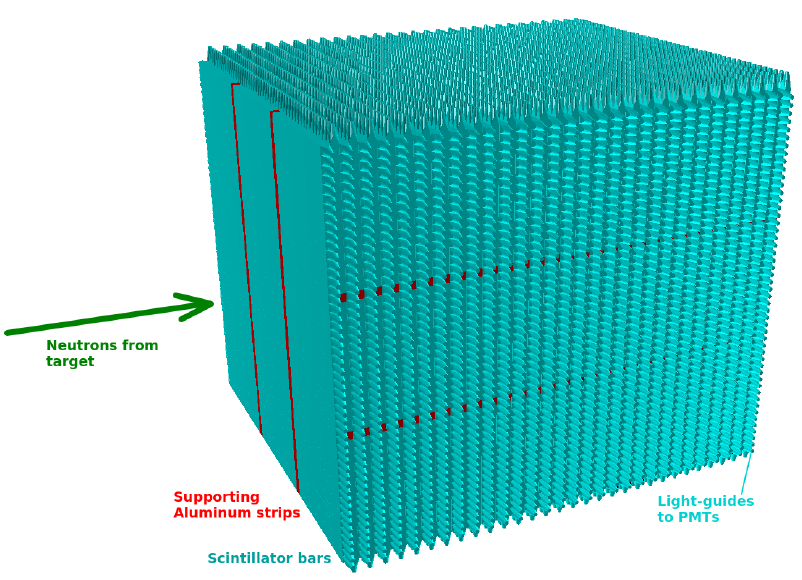 Neutrons from
target
Supporting
Aluminum strips
Scintillator bars
Light-guides
to PMTs